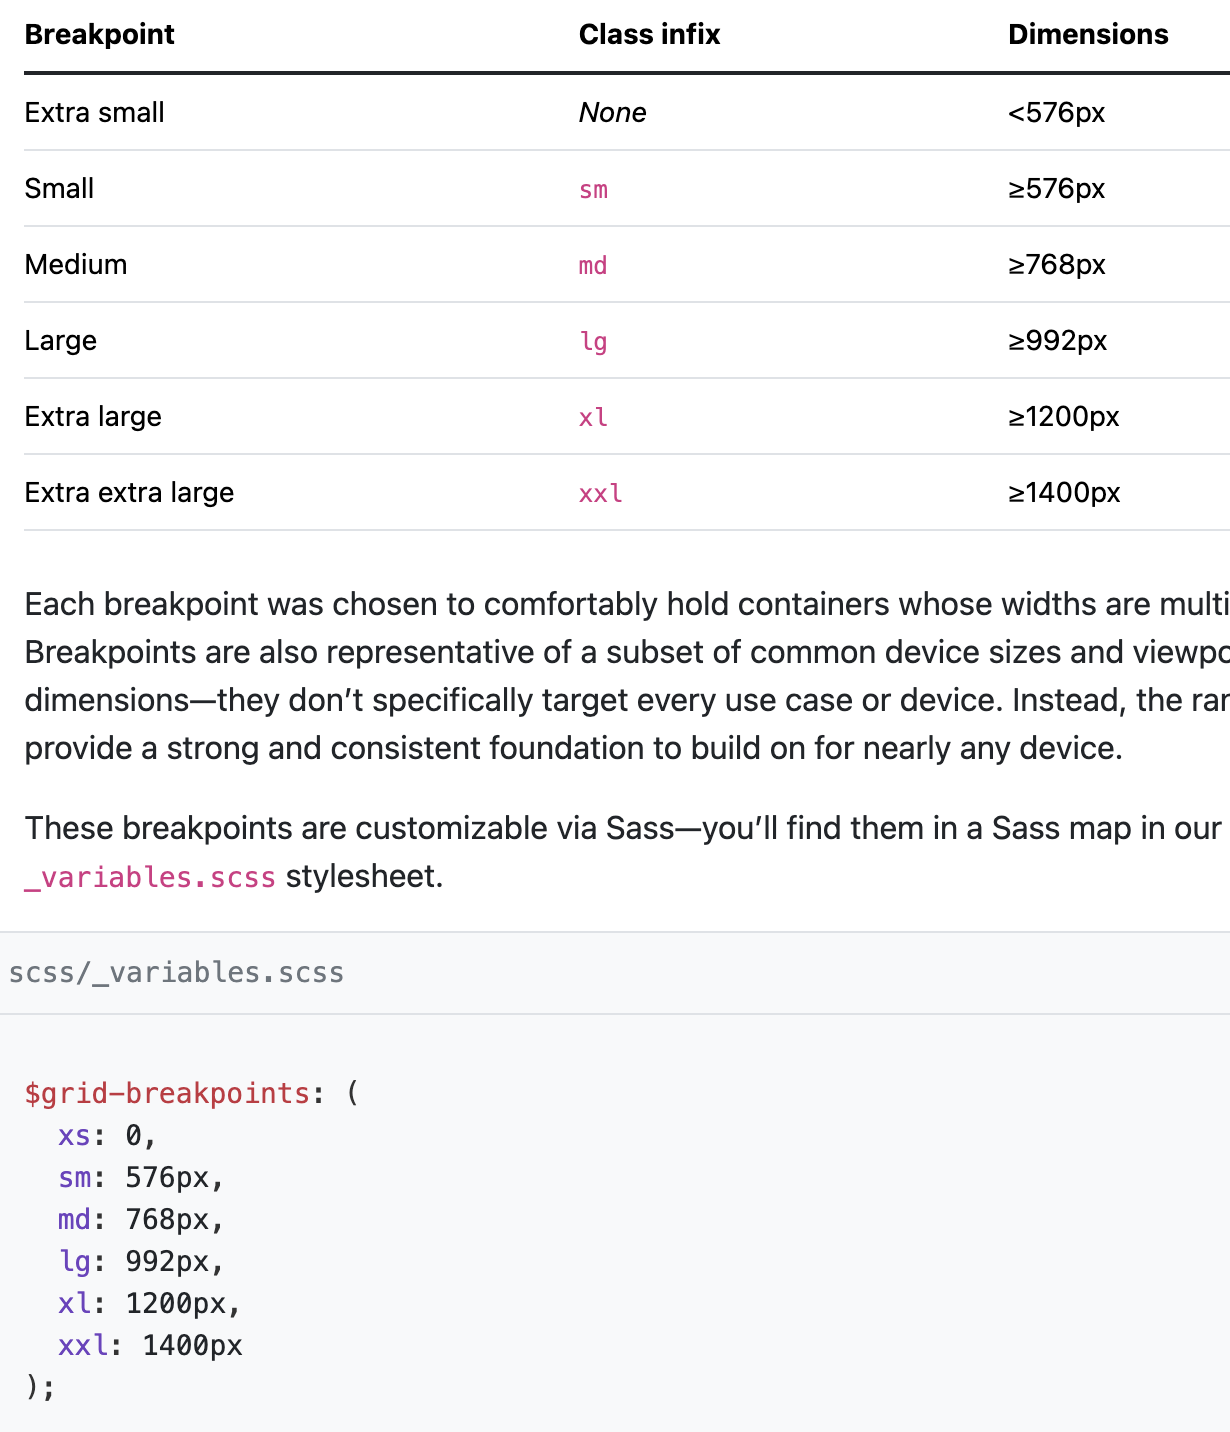 Breakpoint Class infix Dimensions
Extra small None <576px
Small sm ≥576px
Medium md ≥768px
Large lg ≥992px
Extra large xl ≥1200px
Extra extra large xxl ≥1400px
Each breakpoint was chosen to comfortably hold containers whose widths are multi
Breakpoints are also representative of a subset of common device sizes and viewpo
dimensions—they don’t specifically target every use case or device. Instead, the ran
provide a strong and consistent foundation to build on for nearly any device.
These breakpoints are customizable via Sass—you’ll find them in a Sass map in our
_variables.scss stylesheet.
scss/_variables.scss
$grid-breakpoints: (
  xs: 0,
  sm: 576px,
  md: 768px,
  lg: 992px,
  xl: 1200px,
  xxl: 1400px
);